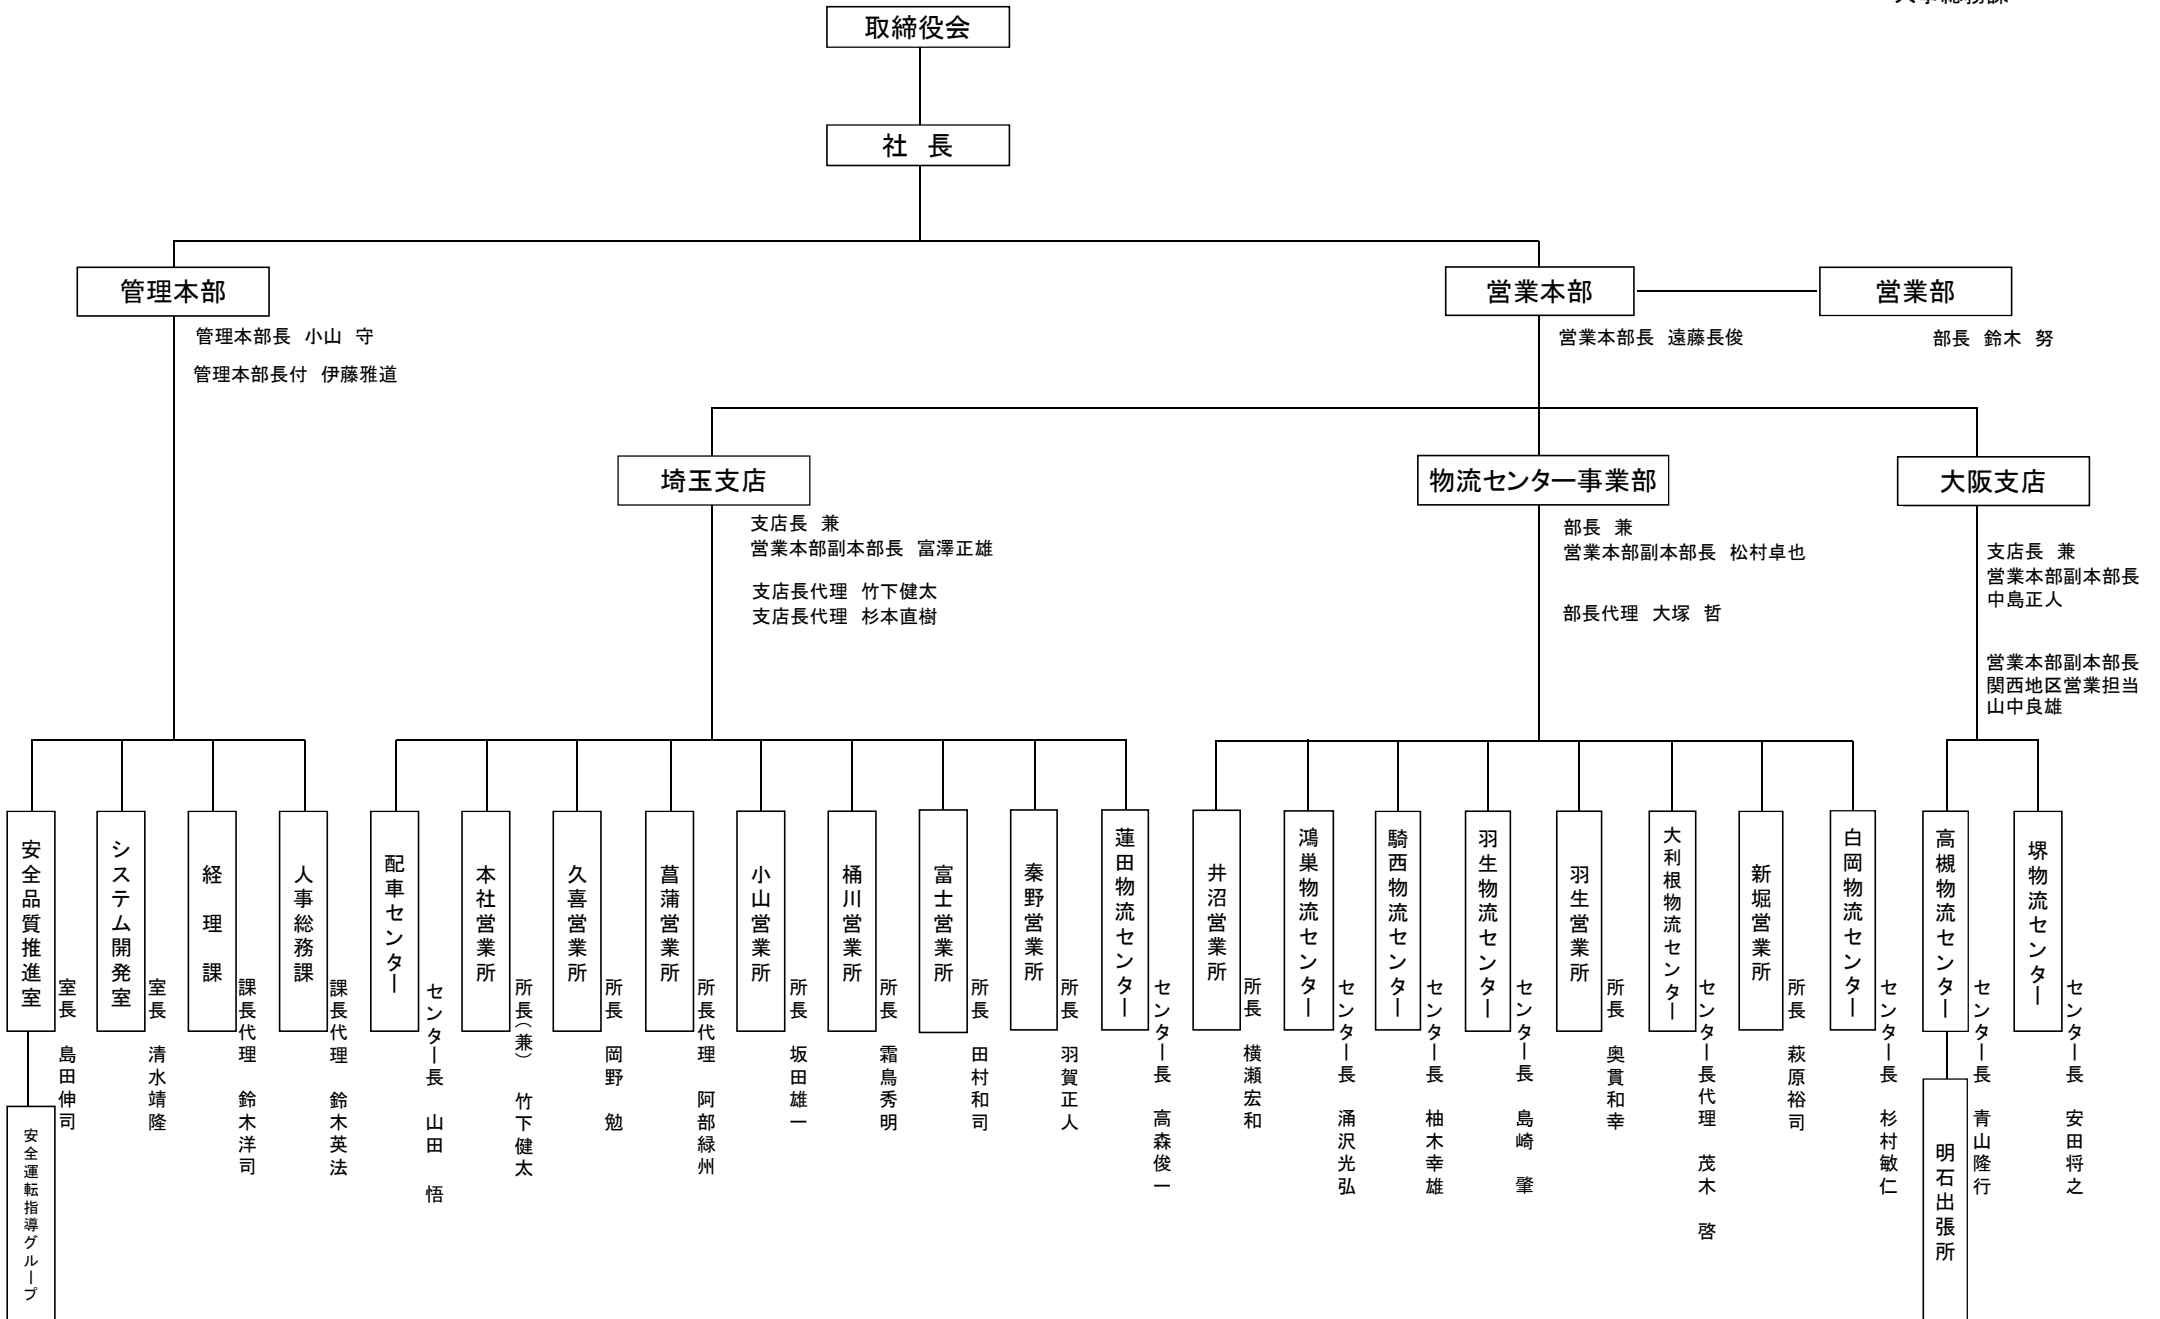 人事総務課
取締役会
社　長
管理本部
管理本部長　小山　守
管理本部長付　伊藤雅道
営業本部
営業本部長　遠藤長俊
営業部
部長　鈴木　努
埼玉支店
支店長　兼
営業本部副本部長　富澤正雄
支店長代理　竹下健太
支店長代理　杉本直樹
物流センター事業部
部長　兼
営業本部副本部長　松村卓也
部長代理　大塚　哲
大阪支店
支店長　兼
営業本部副本部長
中島正人
営業本部副本部長
関西地区営業担当
山中良雄
安全品質推進室
室長　島田伸司
安全運転指導グループ
システム開発室
室長　清水靖隆
経理課
課長代理　鈴木洋司
人事総務課
課長代理　鈴木英法
配車センター
センター長　山田　悟
本社営業所
所長（兼）　竹下健太
久喜営業所
所長　岡野　勉
菖蒲営業所
所長代理　阿部緑州
小山営業所
所長　坂田雄一
桶川営業所
所長　霜鳥秀明
富士営業所
所長　田村和司
秦野営業所
所長　羽賀正人
蓮田物流センター
センター長　高森俊一
井沼営業所
所長　横瀬宏和
鴻巣物流センター
センター長　涌沢光弘
騎西物流センター
センター長　柚木幸雄
羽生物流センター
センター長　島崎　肇
羽生営業所
所長　奥貫和幸
大利根物流センター
センター長代理　茂木　啓
新堀営業所
所長　萩原裕司
白岡物流センター
センター長　杉村敏仁
高槻物流センター
センター長　青山隆行
明石出張所
堺物流センター
センター長　安田将之